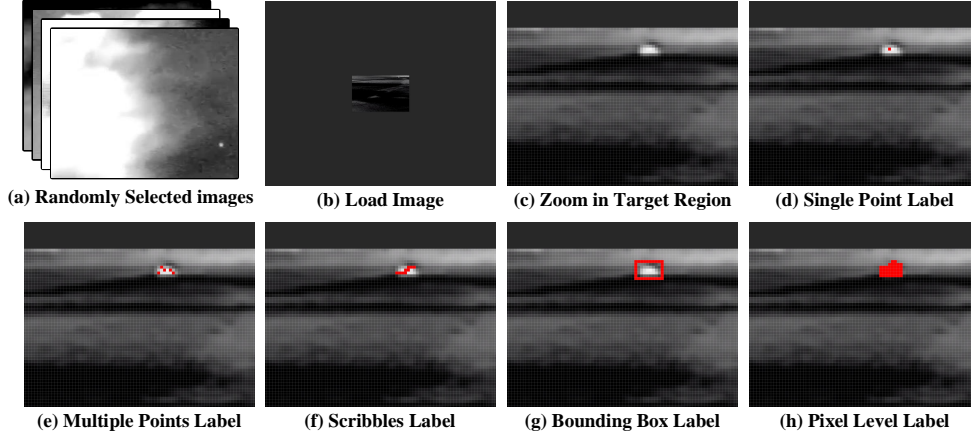 (a) Randomly Selected images
(b) Load Image
(c) Zoom in Target Region
(d) Single Point Label
(e) Multiple Points Label
(f) Scribbles Label
(g) Bounding Box Label
(h) Pixel Level Label